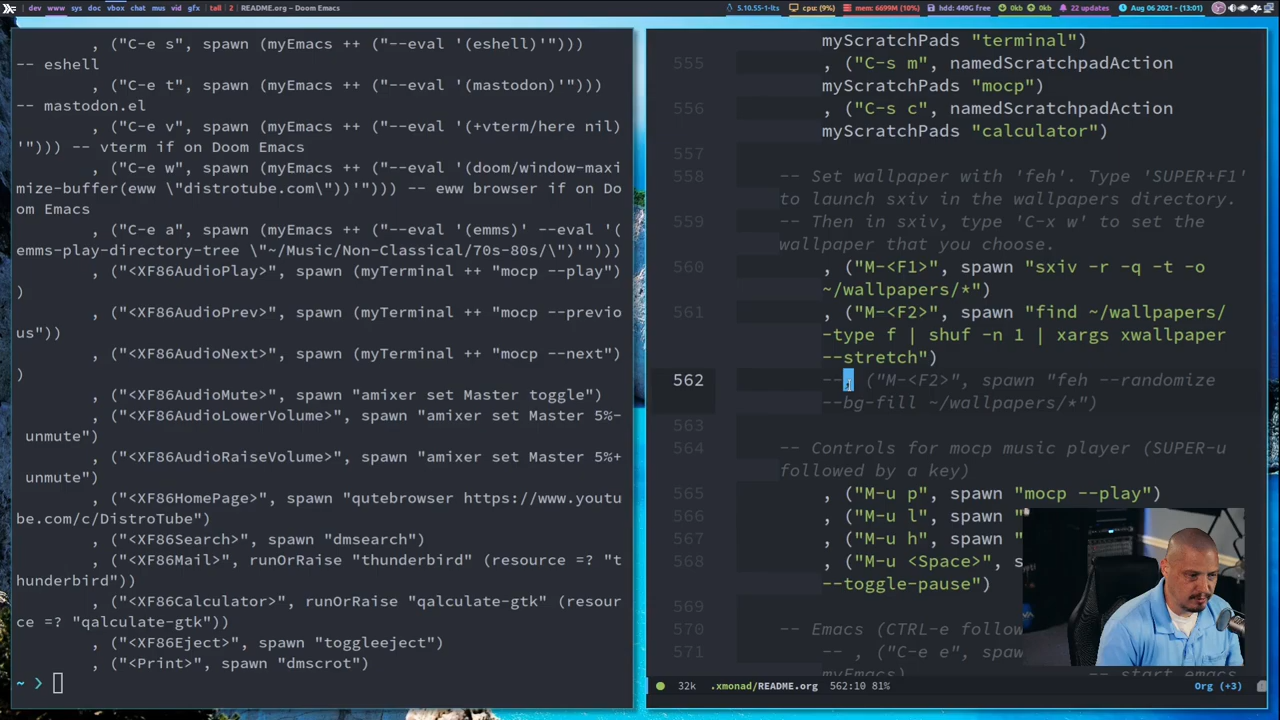 dev www sys doc vbox chat mus vid gfx tall 2 README.org – Doom Emacs 5.10.55-1-lts cpu: (9%) mem: 6699M (10%) hdd: 449G free 0kb 0kb 22 updates Aug 06 2021 - (13:01)
, ("C-e s", spawn (myEmacs ++ ("--eval '(eshell)'")))
-- eshell
, ("C-e t", spawn (myEmacs ++ ("--eval '(mastodon)'")))
-- mastodon.el
, ("C-e v", spawn (myEmacs ++ ("--eval '(+vterm/here nil)
'"))) -- vterm if on Doom Emacs
, ("C-e w", spawn (myEmacs ++ ("--eval '(doom/window-maxi
mize-buffer(eww \"distrotube.com\"))'"))) -- eww browser if on Do
om Emacs
, ("C-e a", spawn (myEmacs ++ ("--eval '(emms)' --eval '(
emms-play-directory-tree \"~/Music/Non-Classical/70s-80s/\")'")))
, ("<XF86AudioPlay>", spawn (myTerminal ++ "mocp --play")
)
, ("<XF86AudioPrev>", spawn (myTerminal ++ "mocp --previo
us"))
, ("<XF86AudioNext>", spawn (myTerminal ++ "mocp --next")
)
, ("<XF86AudioMute>", spawn "amixer set Master toggle")
, ("<XF86AudioLowerVolume>", spawn "amixer set Master 5%-
unmute")
, ("<XF86AudioRaiseVolume>", spawn "amixer set Master 5%+
unmute")
, ("<XF86HomePage>", spawn "qutebrowser https://www.youtu
be.com/c/DistroTube")
, ("<XF86Search>", spawn "dmsearch")
, ("<XF86Mail>", runOrRaise "thunderbird" (resource =? "t
hunderbird"))
, ("<XF86Calculator>", runOrRaise "qalculate-gtk" (resour
ce =? "qalculate-gtk"))
, ("<XF86Eject>", spawn "toggleeject")
, ("<Print>", spawn "dmscrot")
~ >
myScratchPads "terminal")
555 , ("C-s m", namedScratchpadAction
myScratchPads "mocp")
556 , ("C-s c", namedScratchpadAction
myScratchPads "calculator")
557
558 -- Set wallpaper with 'feh'. Type 'SUPER+F1'
to launch sxiv in the wallpapers directory.
559 -- Then in sxiv, type 'C-x w' to set the
wallpaper that you choose.
560 , ("M-<F1>", spawn "sxiv -r -q -t -o
~/wallpapers/*")
561 , ("M-<F2>", spawn "find ~/wallpapers/
-type f | shuf -n 1 | xargs xwallpaper
--stretch")
562 --, ("M-<F2>", spawn "feh --randomize
--bg-fill ~/wallpapers/*")
563
564 -- Controls for mocp music player (SUPER-u
followed by a key)
565 , ("M-u p", spawn "mocp --play")
566 , ("M-u l", spawn "
567 , ("M-u h", spawn "
568 , ("M-u <Space>", s
--toggle-pause")
569
570 -- Emacs (CTRL-e follow
571 -- , ("C-e e", spaw
myEmacs) -- start emacs
32k .xmonad/README.org 562:10 81% Org (+3)